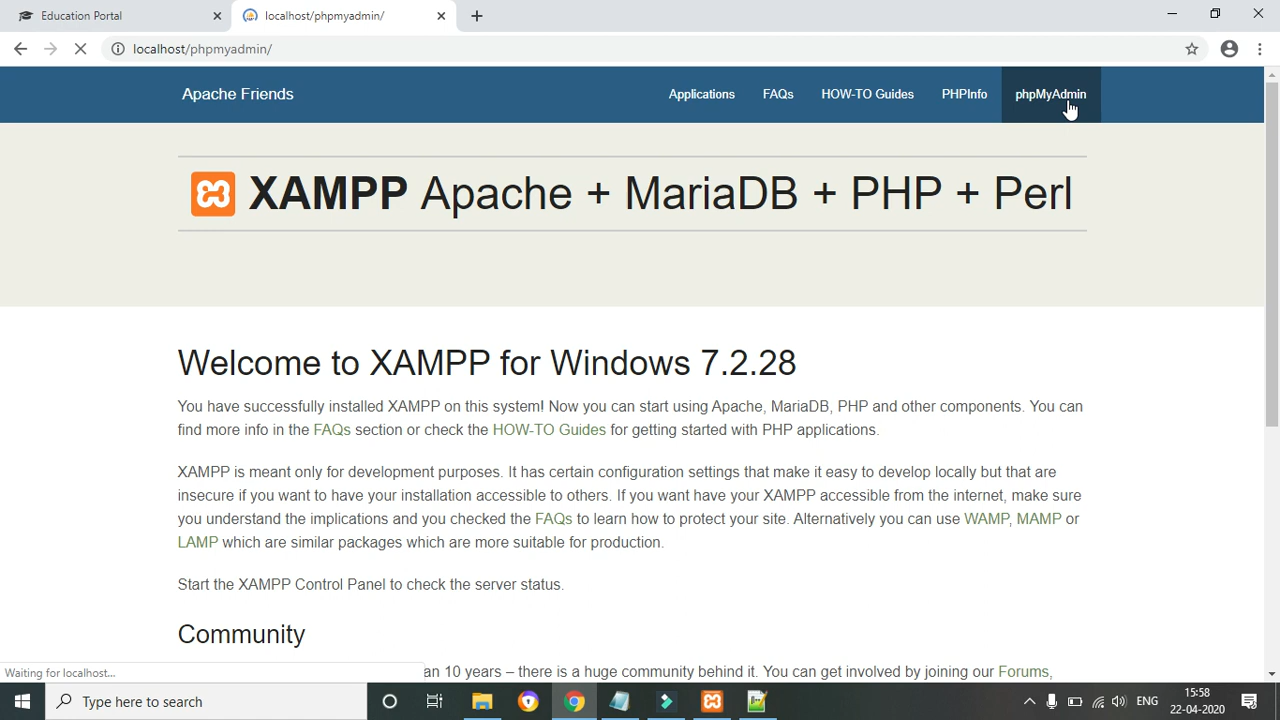 Education Portal
localhost/phpmyadmin/
localhost/phpmyadmin/
Apache Friends
Applications
FAQs
HOW-TO Guides
PHPInfo
phpMyAdmin
XAMPP Apache + MariaDB + PHP + Perl
Welcome to XAMPP for Windows 7.2.28
You have successfully installed XAMPP on this system! Now you can start using Apache, MariaDB, PHP and other components. You can
find more info in the FAQs section or check the HOW-TO Guides for getting started with PHP applications.
XAMPP is meant only for development purposes. It has certain configuration settings that make it easy to develop locally but that are
insecure if you want to have your installation accessible to others. If you want have your XAMPP accessible from the internet, make sure
you understand the implications and you checked the FAQs to learn how to protect your site. Alternatively you can use WAMP, MAMP or
LAMP which are similar packages which are more suitable for production.
Start the XAMPP Control Panel to check the server status.
Community
an 10 years – there is a huge community behind it. You can get involved by joining our Forums,
Waiting for localhost...
Type here to search
ENG
15:58
22-04-2020